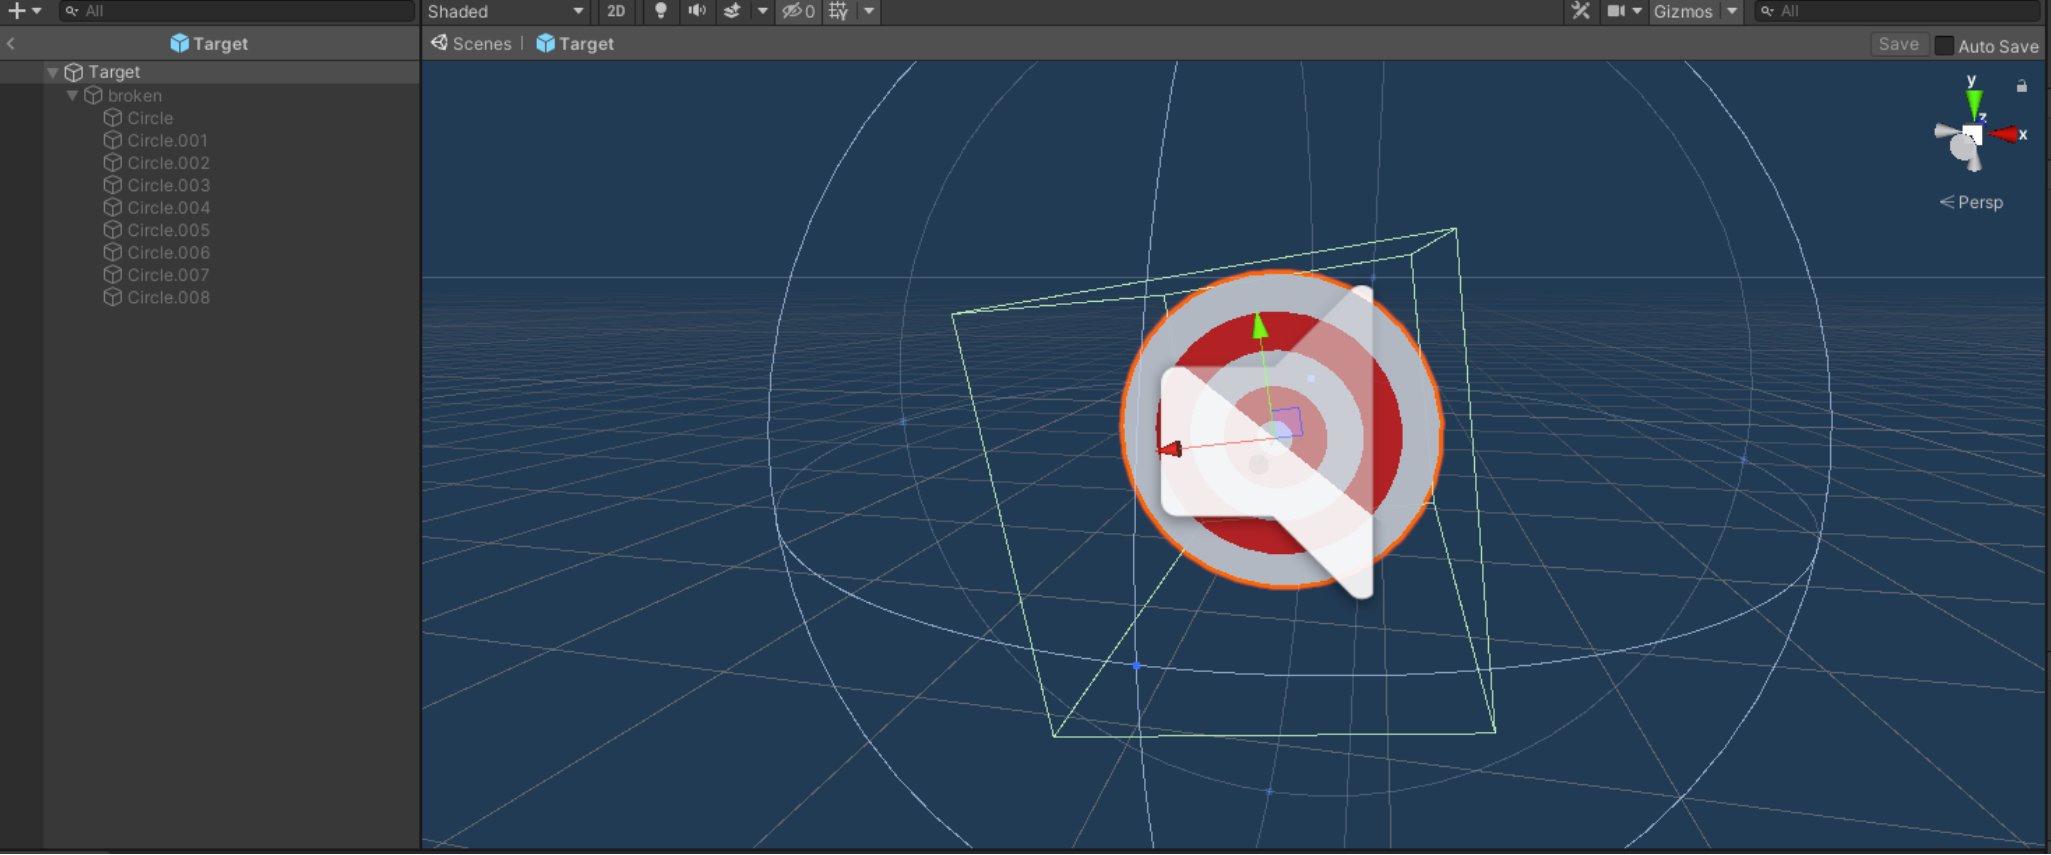 All
Shaded
2D
0
Gizmos
All
Target
Scenes
Target
Save
Auto Save
Target
broken
Circle
Circle.001
Circle.002
Circle.003
Circle.004
Circle.005
Circle.006
Circle.007
Circle.008
y
z
x
Persp